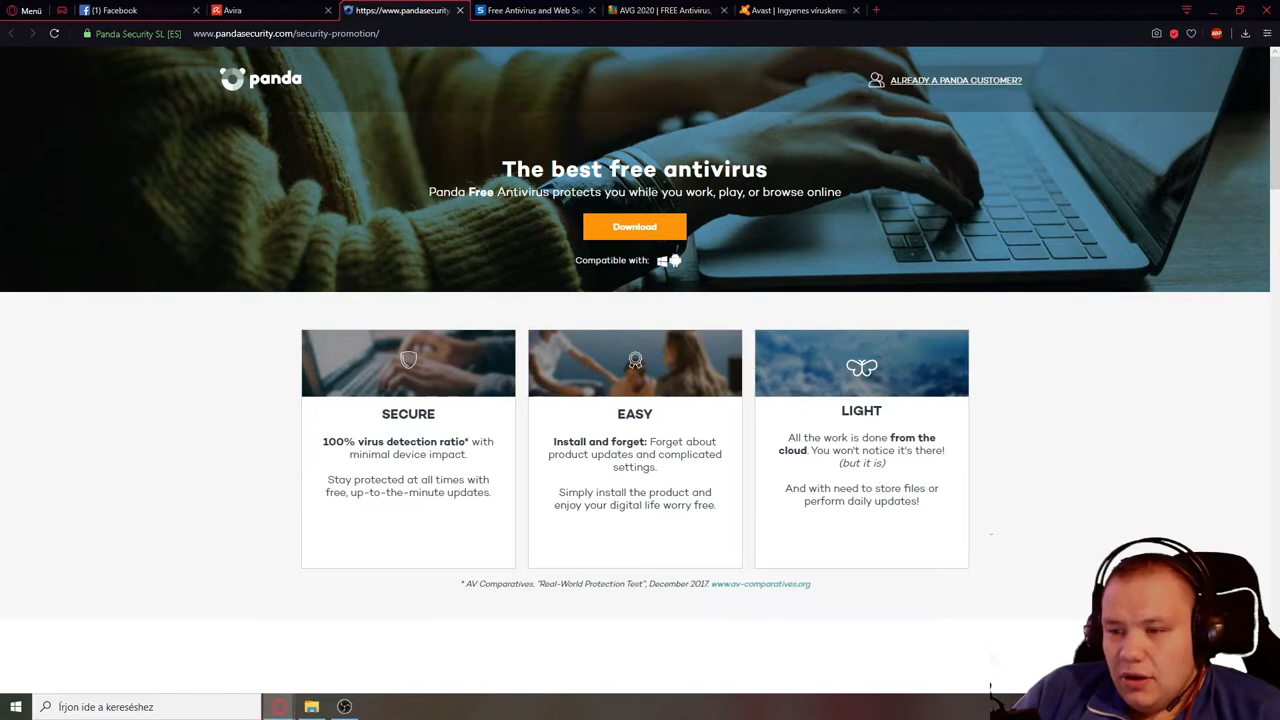 Menü
(1) Facebook
Avira
https://www.pandasecurity
Free Antivirus and Web Sec
AVG 2020 | FREE Antivirus,
Avast | Ingyenes víruskeres
Panda Security SL [ES]
www.pandasecurity.com/security-promotion/
ABP
panda
ALREADY A PANDA CUSTOMER?
The best free antivirus
Panda Free Antivirus protects you while you work, play, or browse online
Download
Compatible with:
SECURE
100% virus detection ratio* with
minimal device impact.
Stay protected at all times with
free, up-to-the-minute updates.
EASY
Install and forget: Forget about
product updates and complicated
settings.
Simply install the product and
enjoy your digital life worry free.
LIGHT
All the work is done from the
cloud. You won't notice it's there!
(but it is)
And with need to store files or
perform daily updates!
* AV Comparatives. "Real-World Protection Test", December 2017. www.av-comparatives.org
Írjon ide a kereséshez